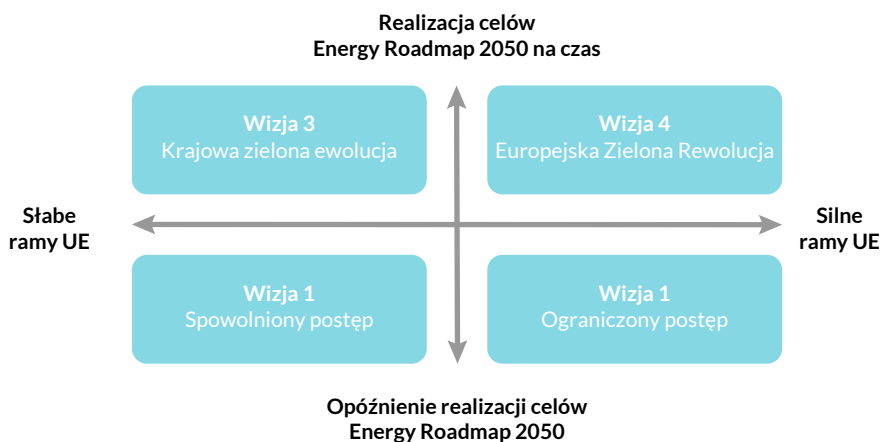 Realizacja celów
Energy Roadmap 2050 na czas
Wizja 3
Krajowa zielona ewolucja
Wizja 4
Europejska Zielona Rewolucja
Słabe
ramy UE
Silne
ramy UE
Wizja 1
Spowolniony postęp
Wizja 1
Ograniczony postęp
Opóźnienie realizacji celów
Energy Roadmap 2050